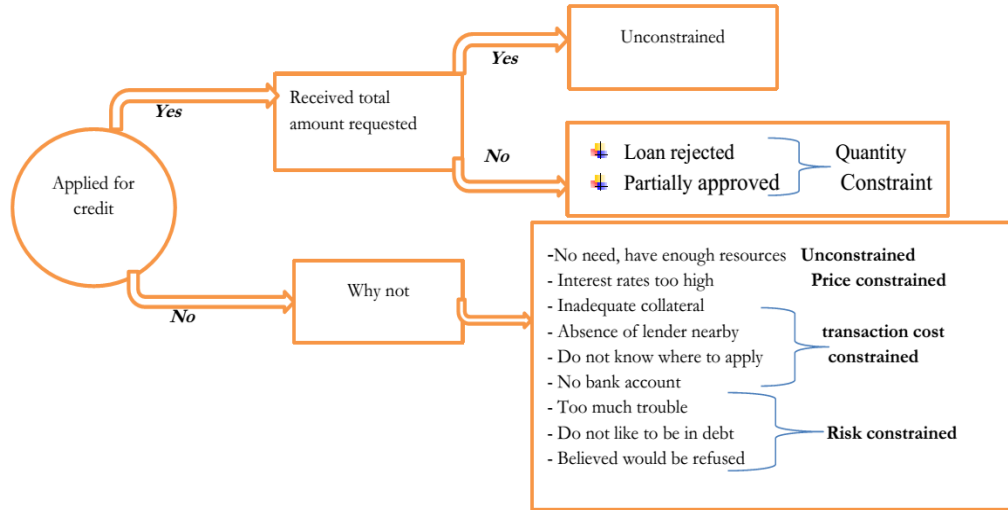 Applied for
credit
Yes
Received total
amount requested
Yes
Unconstrained
No
Loan rejected
Partially approved
Quantity
Constraint
No
Why not
-No need, have enough resources Unconstrained
- Interest rates too high Price constrained
- Inadequate collateral
- Absence of lender nearby
- Do not know where to apply
- No bank account
transaction cost
constrained
- Too much trouble
- Do not like to be in debt
- Believed would be refused
Risk constrained